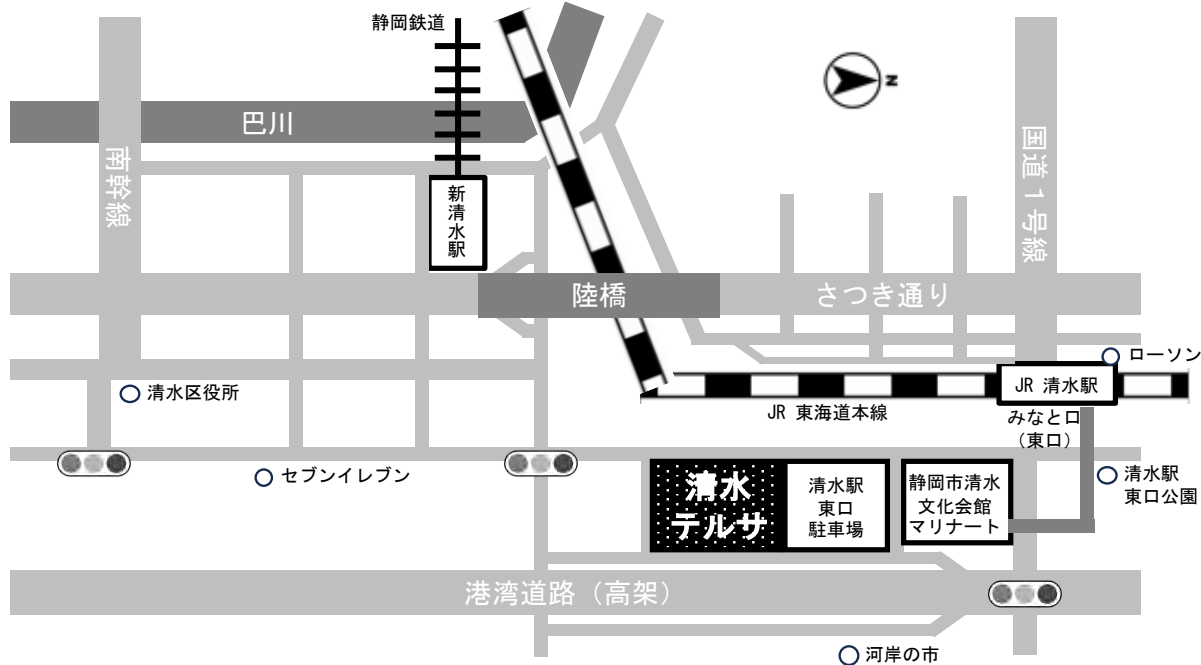 静岡鉄道
N
巴川
南幹線
国道1号線
新清水駅
陸橋
さつき通り
ローソン
JR 清水駅
清水区役所
JR 東海道本線
みなと口
（東口）
セブンイレブン
清水
テルサ
清水駅
東口
駐車場
静岡市清水
文化会館
マリナート
清水駅
東口公園
港湾道路（高架）
河岸の市